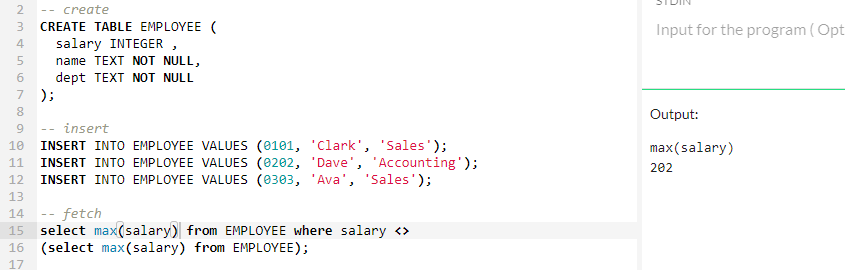 STDIN
2 -- create
3 CREATE TABLE EMPLOYEE (
4 salary INTEGER ,
5 name TEXT NOT NULL,
6 dept TEXT NOT NULL
7 );
8
9 -- insert
10 INSERT INTO EMPLOYEE VALUES (0101, 'Clark', 'Sales');
11 INSERT INTO EMPLOYEE VALUES (0202, 'Dave', 'Accounting');
12 INSERT INTO EMPLOYEE VALUES (0303, 'Ava', 'Sales');
13
14 -- fetch
15 select max(salary) from EMPLOYEE where salary <>
16 (select max(salary) from EMPLOYEE);
17
Input for the program ( Opt
Output:
max(salary)
202